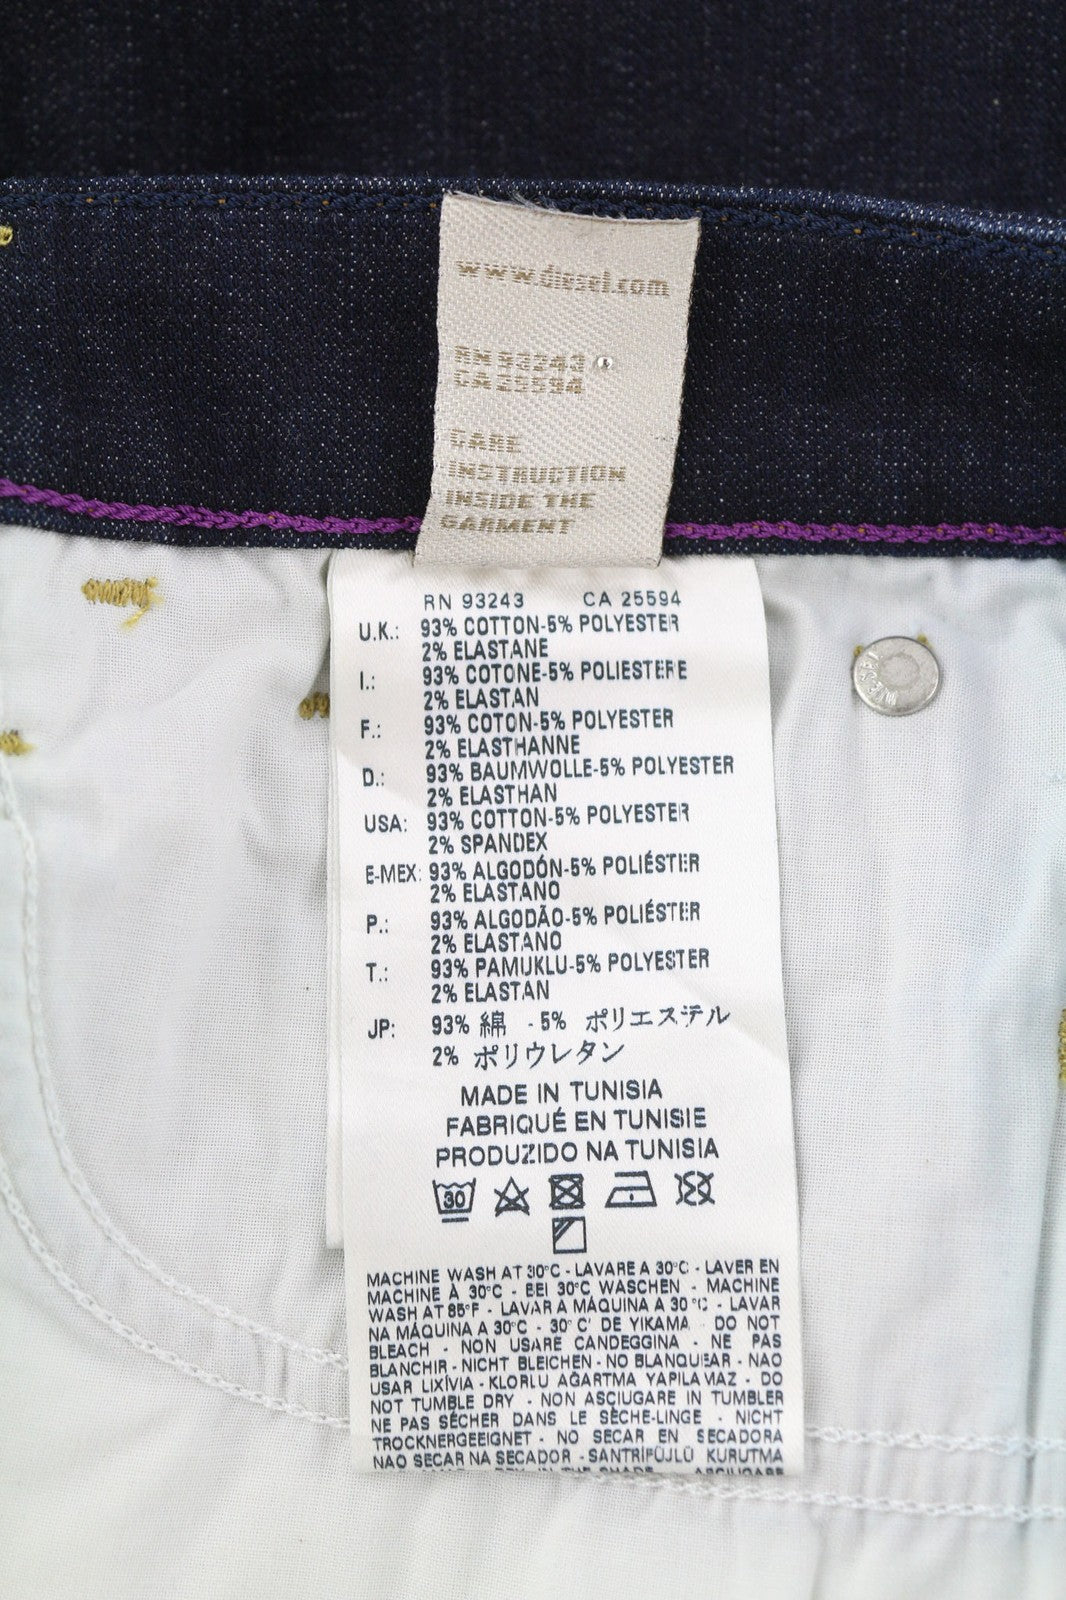 www.diesel.com
RN 93243
CA 25594
CARE
INSTRUCTION
INSIDE THE
GARMENT
RN 93243 CA 25594
U.K.: 93% COTTON-5% POLYESTER
2% ELASTANE
I.: 93% COTONE-5% POLIESTERE
2% ELASTAN
F.: 93% COTON-5% POLYESTER
2% ELASTHANNE
D.: 93% BAUMWOLLE-5% POLYESTER
2% ELASTHAN
USA: 93% COTTON-5% POLYESTER
2% SPANDEX
E-MEX: 93% ALGODÓN-5% POLIÉSTER
2% ELASTANO
P.: 93% ALGODÃO-5% POLIÉSTER
2% ELASTANO
T.: 93% PAMUKLU-5% POLYESTER
2% ELASTAN
JP: 93% 綿 - 5% ポリエステル
2% ポリウレタン
MADE IN TUNISIA
FABRIQUÉ EN TUNISIE
PRODUZIDO NA TUNISIA
30
MACHINE WASH AT 30°C - LAVARE A 30°C - LAVER EN
MACHINE À 30°C - BEI 30°C WASCHEN - MACHINE
WASH AT 85°F - LAVAR A MÁQUINA A 30°C - LAVAR
NA MÁQUINA A 30°C - 30° C' DE YIKAMA - DO NOT
BLEACH - NON USARE CANDEGGINA - NE PAS
BLANCHIR - NICHT BLEICHEN - NO BLANQUEAR - NAO
USAR LIXÍVIA - KLORLU AĞARTMA YAPILAMAZ - DO
NOT TUMBLE DRY - NON ASCIUGARE IN TUMBLER
NE PAS SÉCHER DANS LE SÈCHE-LINGE - NICHT
TROCKNERGEEIGNET - NO SECAR EN SECADORA
NAO SECAR NA SECADOR - SANTRİFÜJLÜ KURUTMA
IN THE SHADE ASCIUGARE